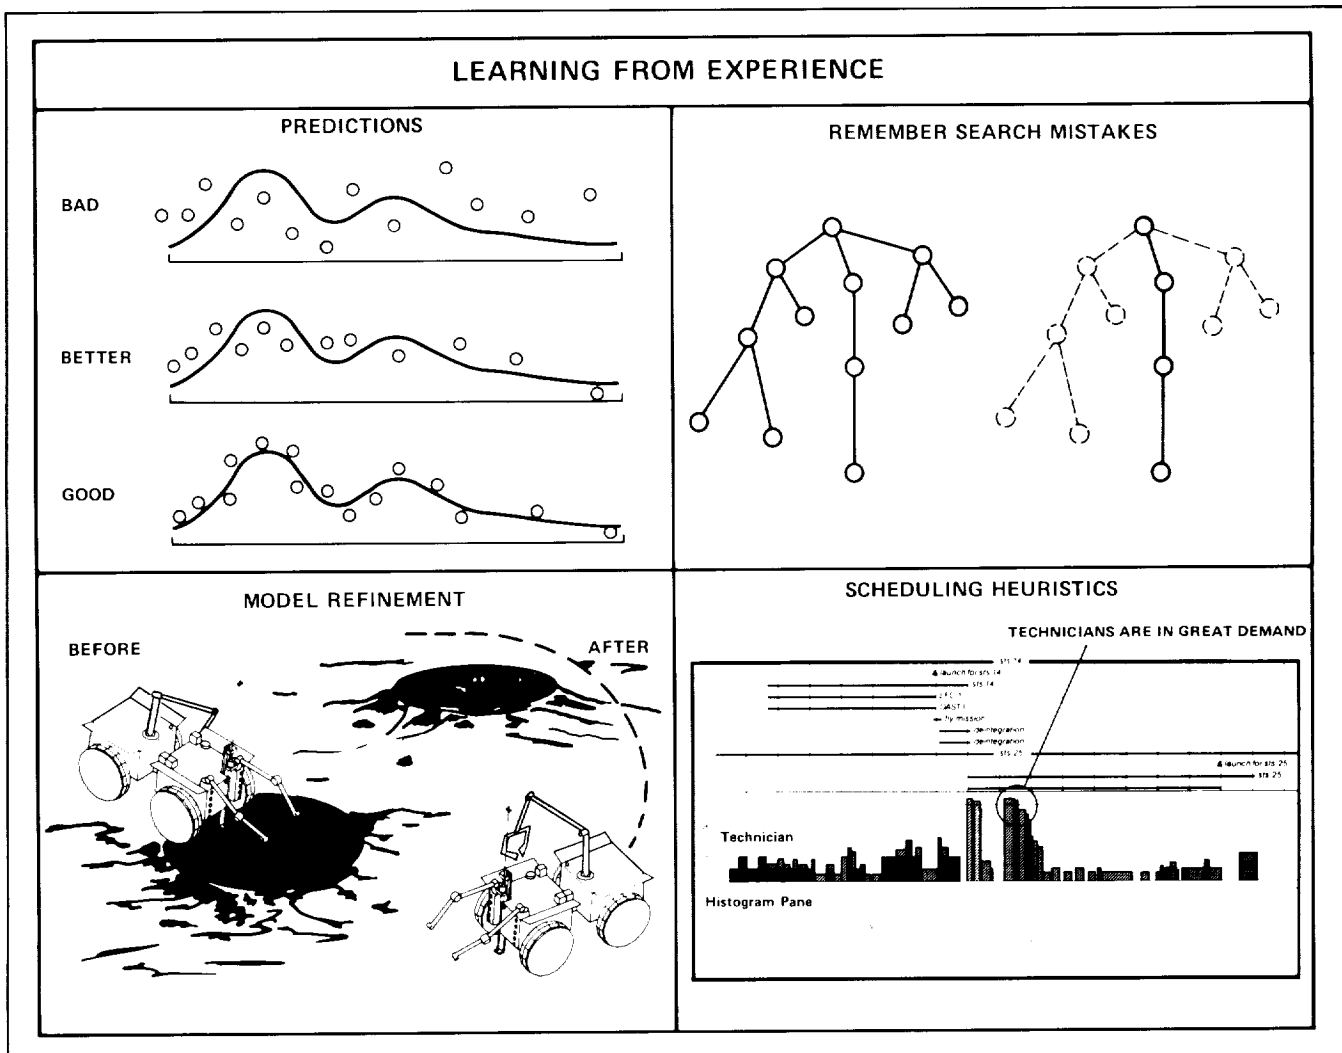 LEARNING FROM EXPERIENCE
PREDICTIONS
BAD
BETTER
GOOD
REMEMBER SEARCH MISTAKES
MODEL REFINEMENT
BEFORE
AFTER
SCHEDULING HEURISTICS
TECHNICIANS ARE IN GREAT DEMAND
sts 14
launch for sts 14
sts 14
fly mission
deintegration
deintegration
sts 25
launch for sts 25
sts 25
Technician
Histogram Pane